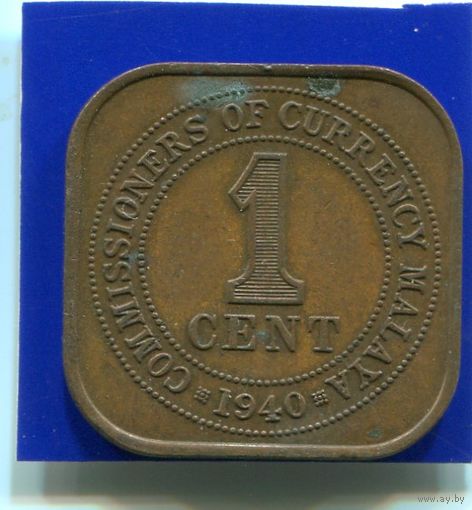 COMMISSIONERS OF CURRENCY MALAYA
1
CENT
1940
www.ay.by